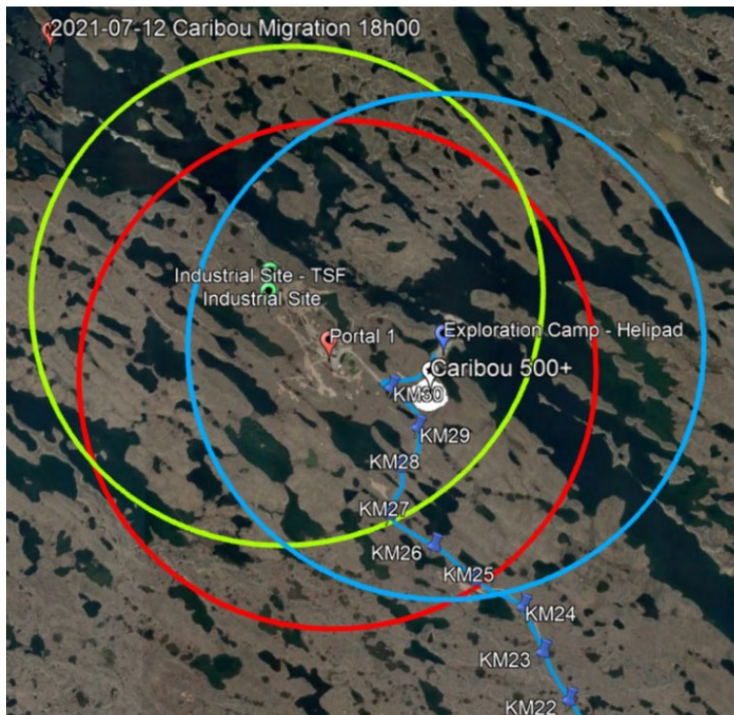 2021-07-12 Caribou Migration 18h00
Industrial Site - TSF
Industrial Site
Portal 1
Exploration Camp - Helipad
Caribou 500+
KM30
KM29
KM28
KM27
KM26
KM25
KM24
KM23
KM22